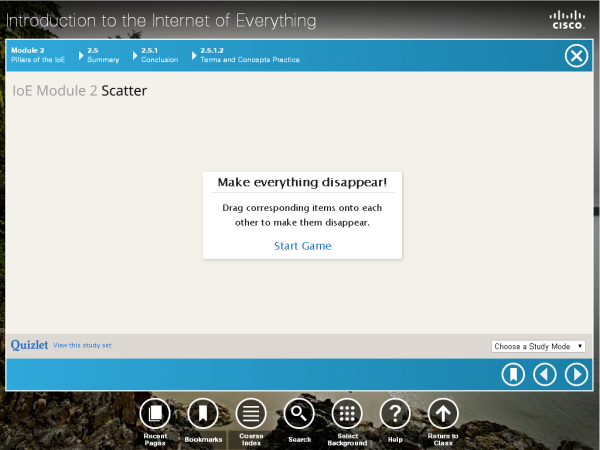 Introduction to the Internet of Everything
CISCO.
Module 2
Pillars of the IoE
2.5
Summary
2.5.1
Conclusion
2.5.1.2
Terms and Concepts Practice
IoE Module 2 Scatter
Make everything disappear!
Drag corresponding items onto each
other to make them disappear.
Start Game
Quizlet View this study set
Choose a Study Mode
Recent
Pages
Bookmarks
Course
Index
Search
Select
Background
Help
Return to
Class